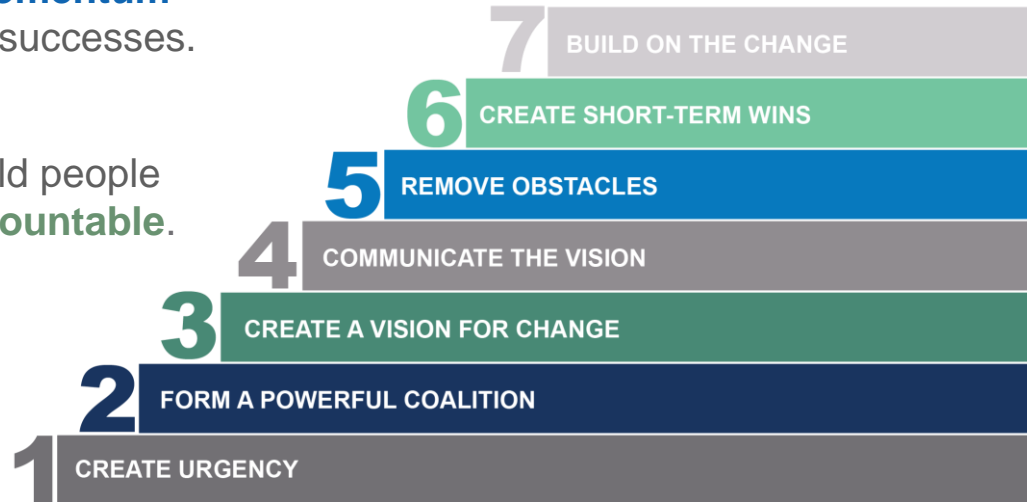 successes.
ld people
ountable.
7 BUILD ON THE CHANGE
6 CREATE SHORT-TERM WINS
5 REMOVE OBSTACLES
4 COMMUNICATE THE VISION
3 CREATE A VISION FOR CHANGE
2 FORM A POWERFUL COALITION
1 CREATE URGENCY